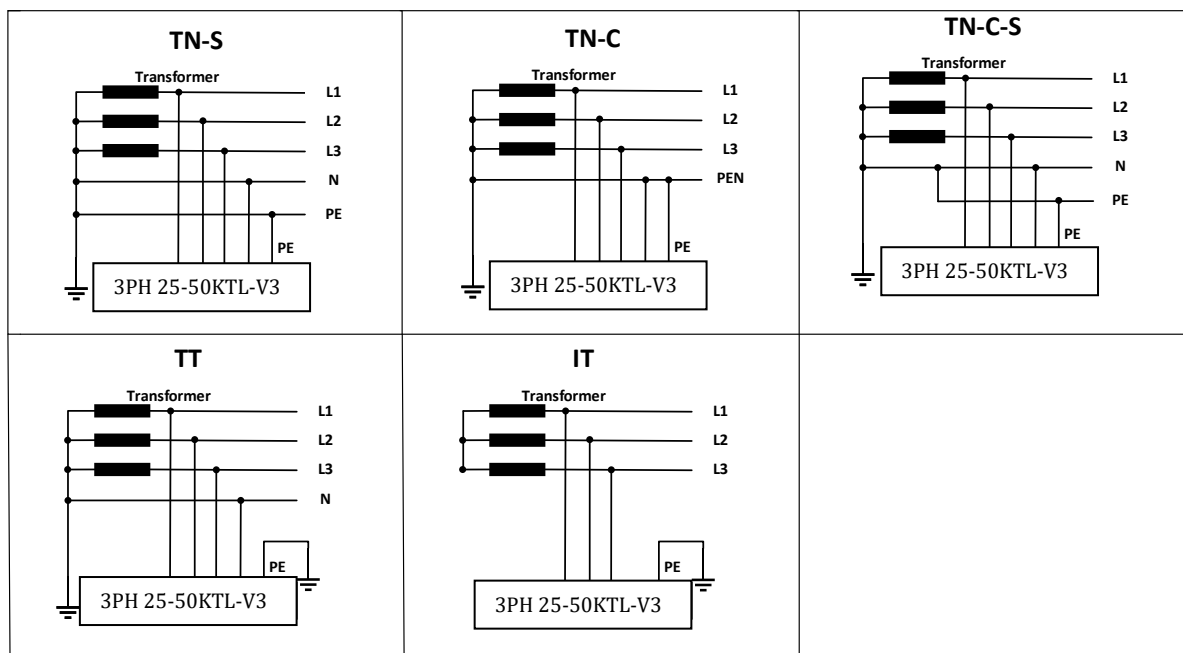 TN-S
Transformer
L1
L2
L3
N
PE
PE
3PH 25-50KTL-V3
TN-C
Transformer
L1
L2
L3
PEN
PE
3PH 25-50KTL-V3
TN-C-S
Transformer
L1
L2
L3
N
PE
PE
3PH 25-50KTL-V3
TT
Transformer
L1
L2
L3
N
PE
3PH 25-50KTL-V3
IT
Transformer
L1
L2
L3
PE
3PH 25-50KTL-V3